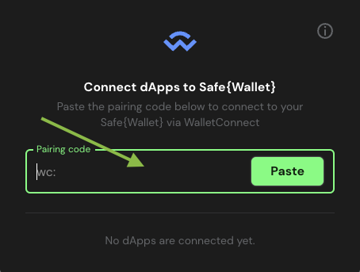 Connect dApps to Safe{Wallet}
Paste the pairing code below to connect to your
Safe{Wallet} via WalletConnect
Pairing code
wc:
Paste
No dApps are connected yet.